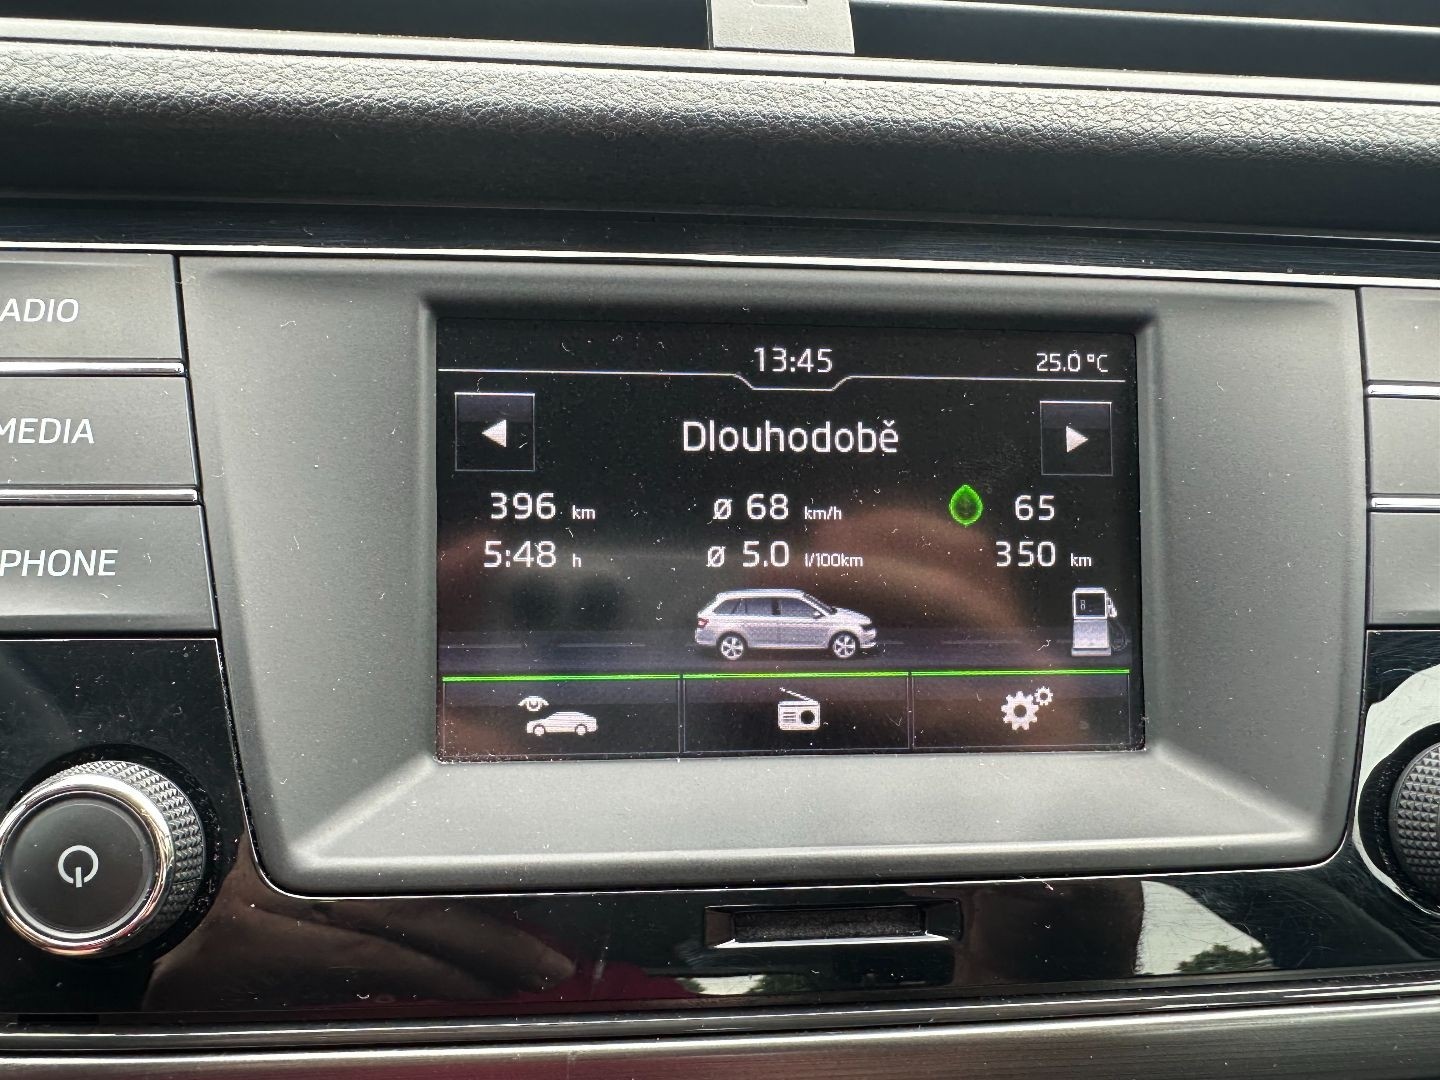 13:45 25.0 °C
ADIO
MEDIA
PHONE
Dlouhodobě
396 km ø 68 km/h 65
5:48 h ø 5.0 l/100km 350 km